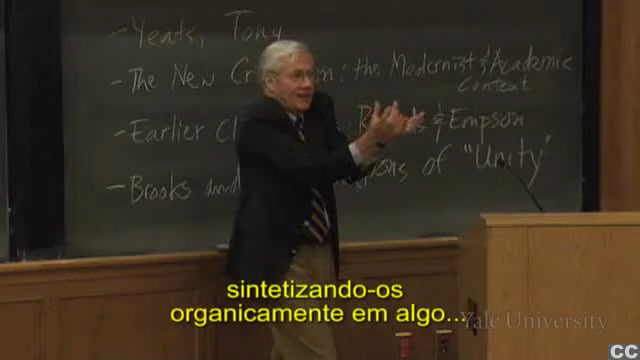 - Yeats, Tony
- The New Cr : the Modernist & Academic
Context
- Earlier Cl : & Empson
- Brooks and of "Unity"
sintetizando-os
organicamente em algo...
Yale University
CC